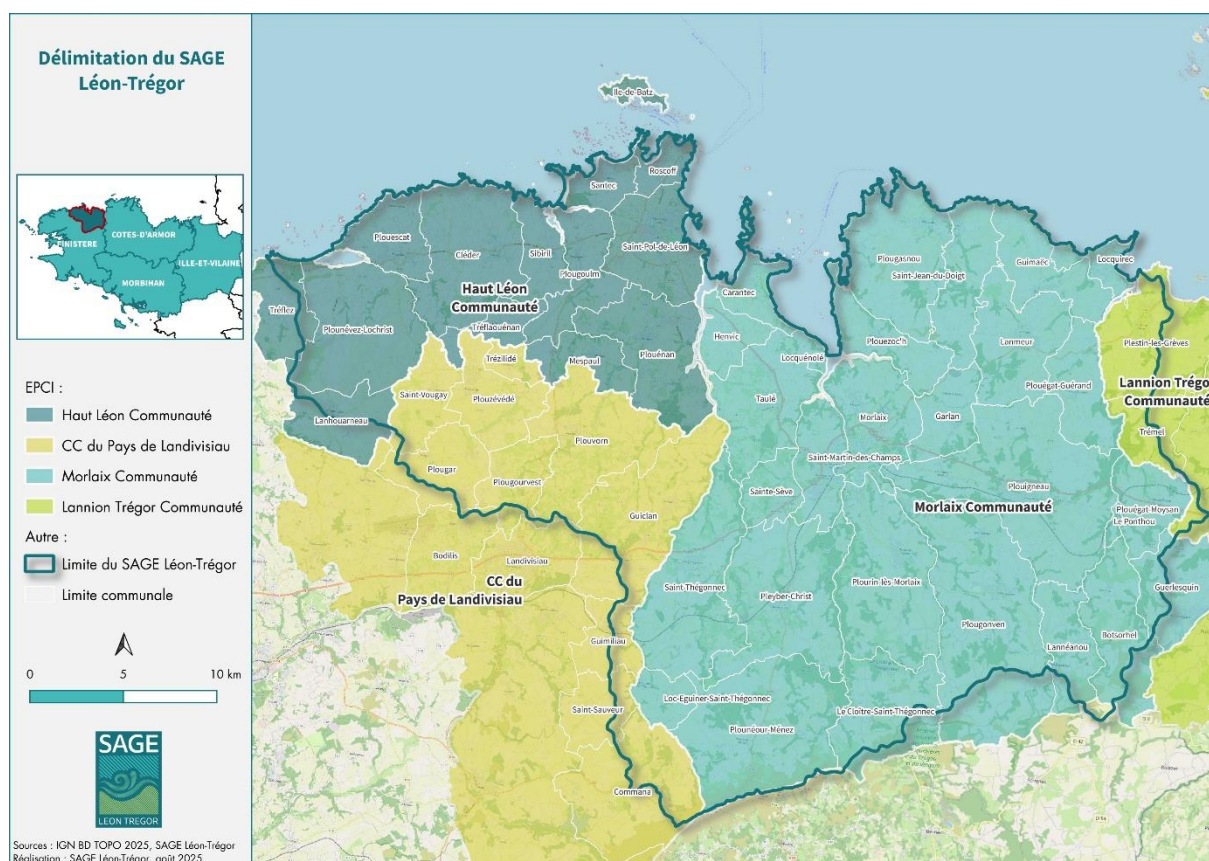 Délimitation du SAGE
Léon-Trégor
FINISTERE
COTES-D'ARMOR
ILLE-ET-VILAINE
MORBIHAN
EPCI :
Haut Léon Communauté
CC du Pays de Landivisiau
Morlaix Communauté
Lannion Trégor Communauté
Autre :
Limite du SAGE Léon-Trégor
Limite communale
0 5 10 km
SAGE
LEON TREGOR
Sources : IGN BD TOPO 2025, SAGE Léon-Trégor
Réalisation : SAGE Léon-Trégor, août 2025
Ile-de-Batz
Roscoff
Santec
Plouescat
Cléder
Sibiril
Saint-Pol-de-Léon
Plougoulm
Haut Léon
Communauté
Tréflez
Plounévez-Lochrist
Tréflaouénan
Mespaul
Plouénan
Lanhouarneau
Carantec
Henvic
Locquénolé
Taulé
Plougasnou
Saint-Jean-du-Doigt
Guimaëc
Locquirec
Plouezoc'h
Lanmeur
Plouégat-Guérand
Plestin-les-Grèves
Lannion Trégor
Communauté
Trémel
Trézilidé
Saint-Vougay
Plouzévédé
Plouvorn
Plougar
Plougourvest
Guiclan
Morlaix
Garlan
Saint-Martin-des-Champs
Sainte-Sève
Plouigneau
Morlaix Communauté
Plouégat-Moysan
Le Ponthou
Bodilis
Landivisiau
CC du
Pays de Landivisiau
Guimiliau
Saint Thégonnec
Pleyber-Christ
Plourin-lès-Morlaix
Plougonven
Guerlesquin
Botsorhel
Lannéanou
Saint-Sauveur
Loc-Eguiner-Saint-Thégonnec
Plounéour-Ménez
Le Cloître-Saint-Thégonnec
Commana